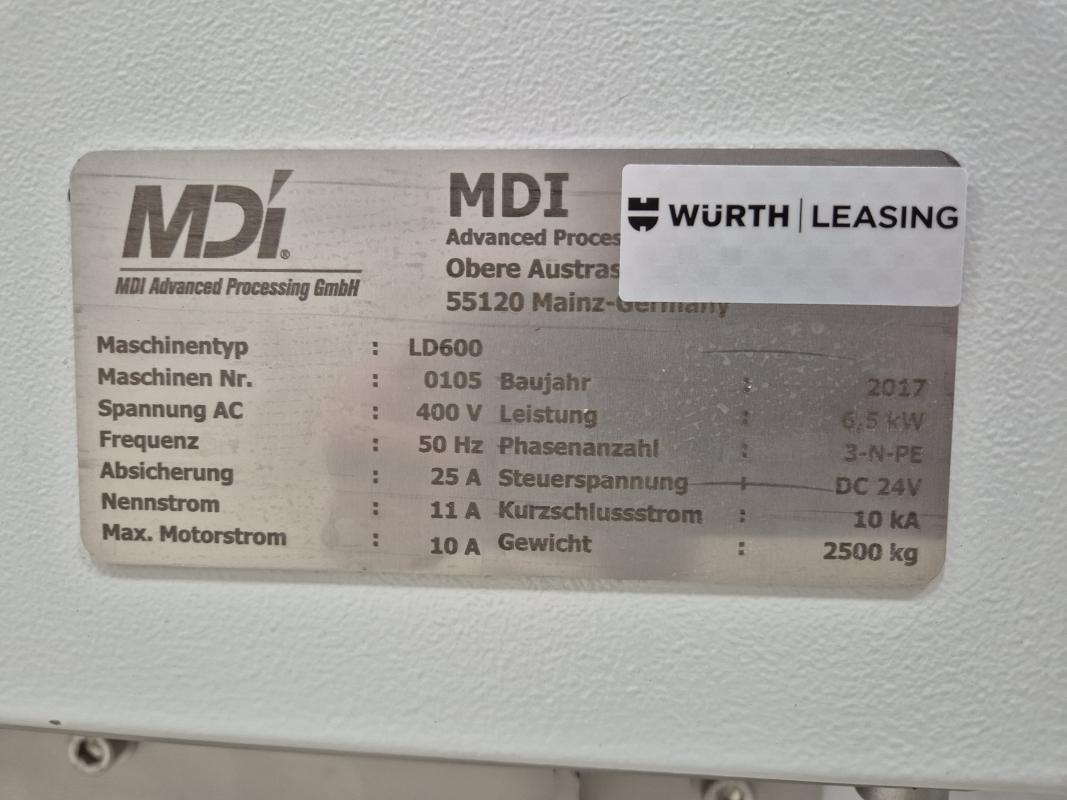 MDi®
MDI Advanced Processing GmbH
MDI
Advanced Proces
Obere Austras
55120 Mainz-Germany
WÜRTH | LEASING
Maschinentyp : LD600
Maschinen Nr. : 0105 Baujahr : 2017
Spannung AC : 400 V Leistung : 6,5 kW
Frequenz : 50 Hz Phasenanzahl : 3-N-PE
Absicherung : 25 A Steuerspannung : DC 24V
Nennstrom : 11 A Kurzschlussstrom : 10 kA
Max. Motorstrom : 10 A Gewicht : 2500 kg